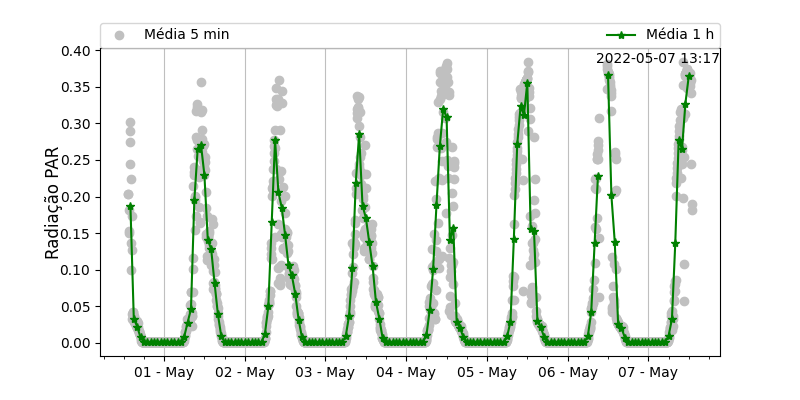 Média 5 min
Média 1 h
2022-05-07 13:17
Radiação PAR
0.40
0.35
0.30
0.25
0.20
0.15
0.10
0.05
0.00
01 - May
02 - May
03 - May
04 - May
05 - May
06 - May
07 - May